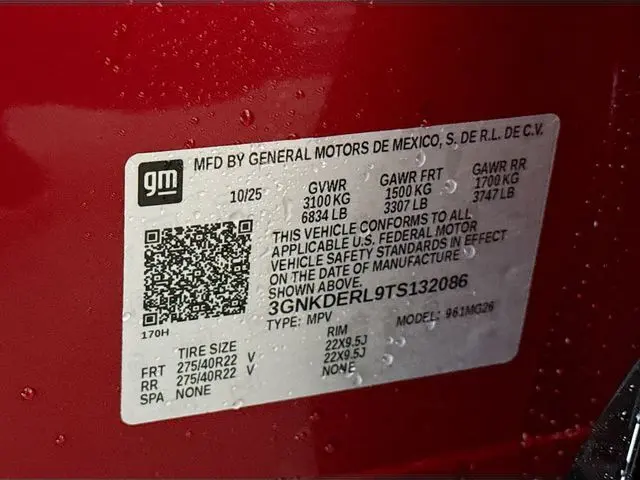 gm
MFD BY GENERAL MOTORS DE MEXICO, S. DE R.L. DE C.V.
10/25 GVWR GAWR FRT GAWR RR
3100 KG 1500 KG 1700 KG
6834 LB 3307 LB 3747 LB
THIS VEHICLE CONFORMS TO ALL
APPLICABLE U.S. FEDERAL MOTOR
VEHICLE SAFETY STANDARDS IN EFFECT
ON THE DATE OF MANUFACTURE
SHOWN ABOVE.
3GNKDERL9TS132086
TYPE: MPV MODEL: 961MG26
170H
TIRE SIZE RIM
FRT 275/40R22 V 22X9.5J
RR 275/40R22 V 22X9.5J
SPA NONE NONE